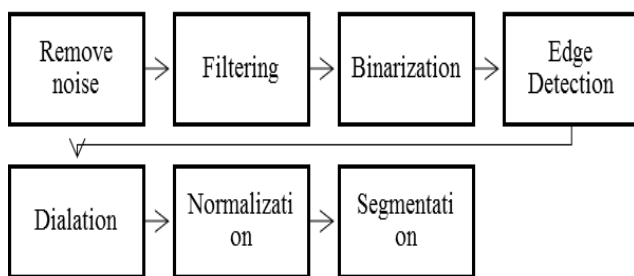 Remove
noise
Filtering
Binarization
Edge
Detection
Dialation
Normalizati
on
Segmentati
on